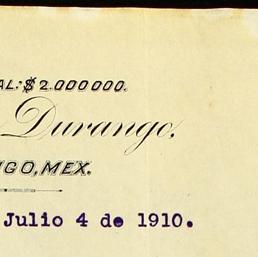 AL: $2.000000.
Durango,
GO, MEX.
Julio 4 de 1910.